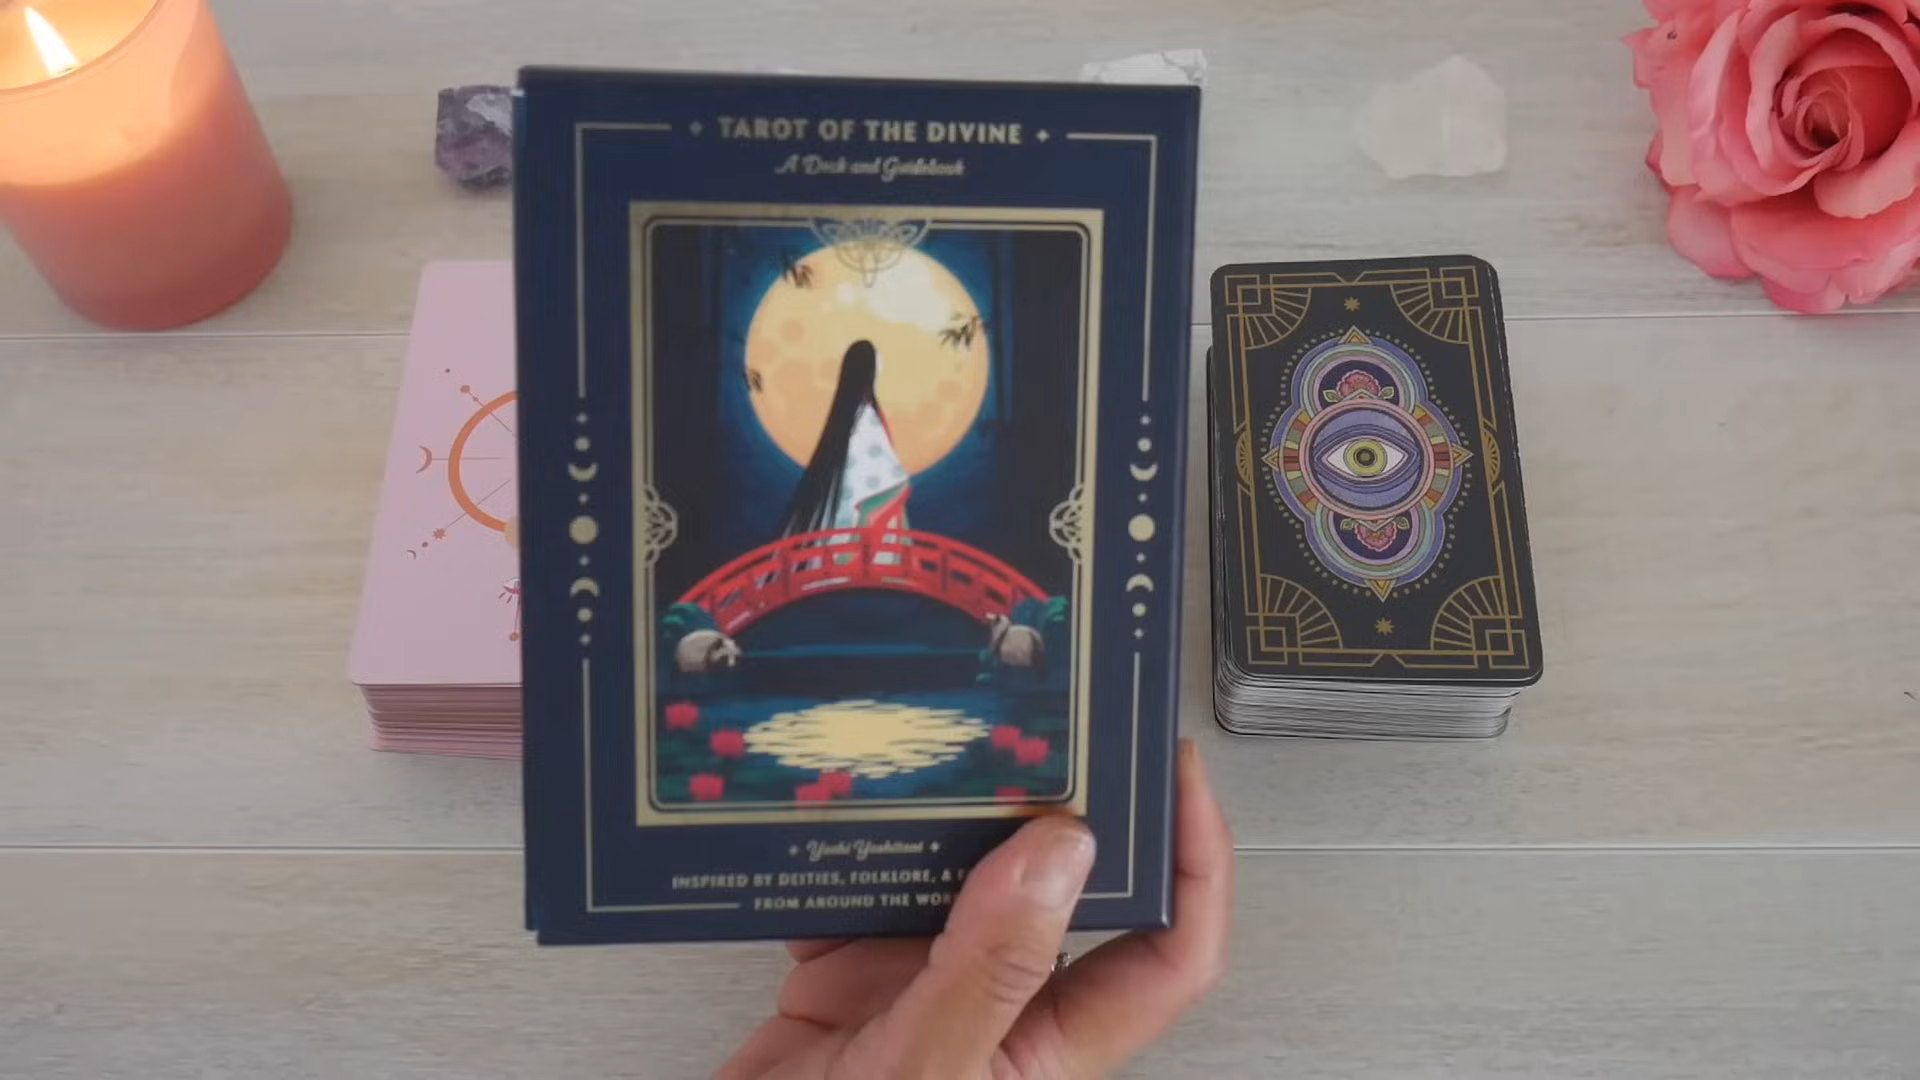 TAROT OF THE DIVINE
A Deck and Guidebook
Yoshi Yoshitani
INSPIRED BY DEITIES, FOLKLORE, &
FROM AROUND THE